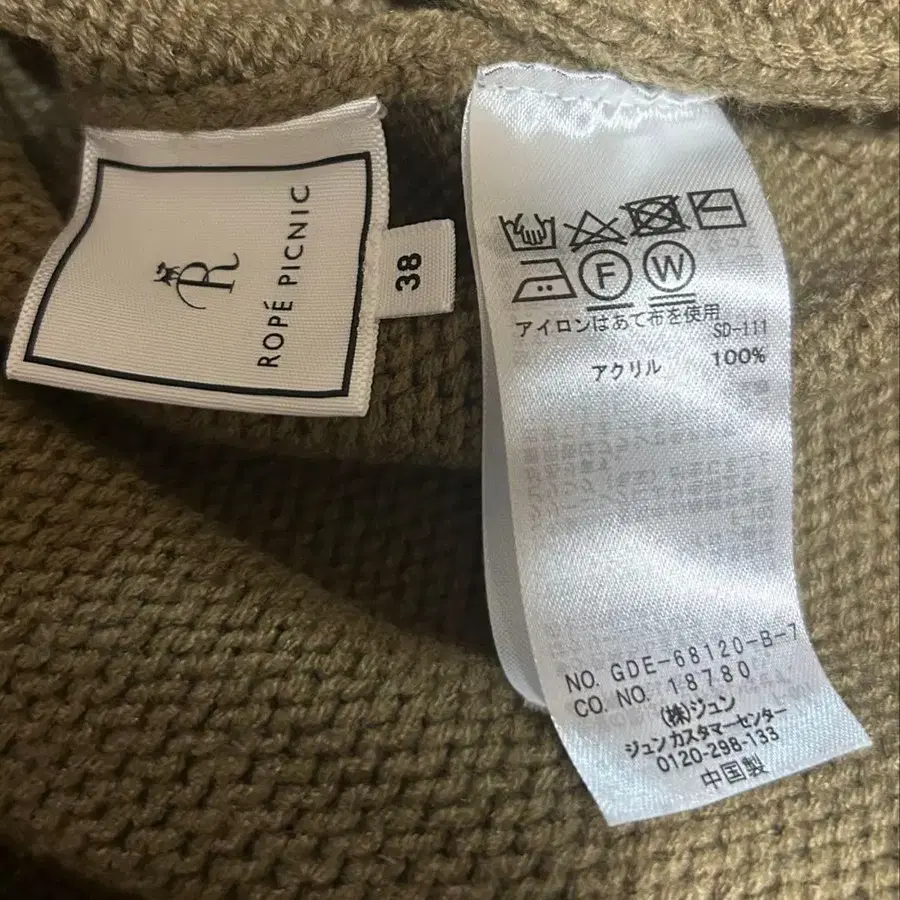 R
ROPÉ PICNIC
38
F W
アイロンはあて布を使用
SD-111
アクリル 100%
NO. GDE-68120-B-7
CO. NO. 18780
(株)ジュン
ジュン カスタマーセンター
0120-298-133
中国製